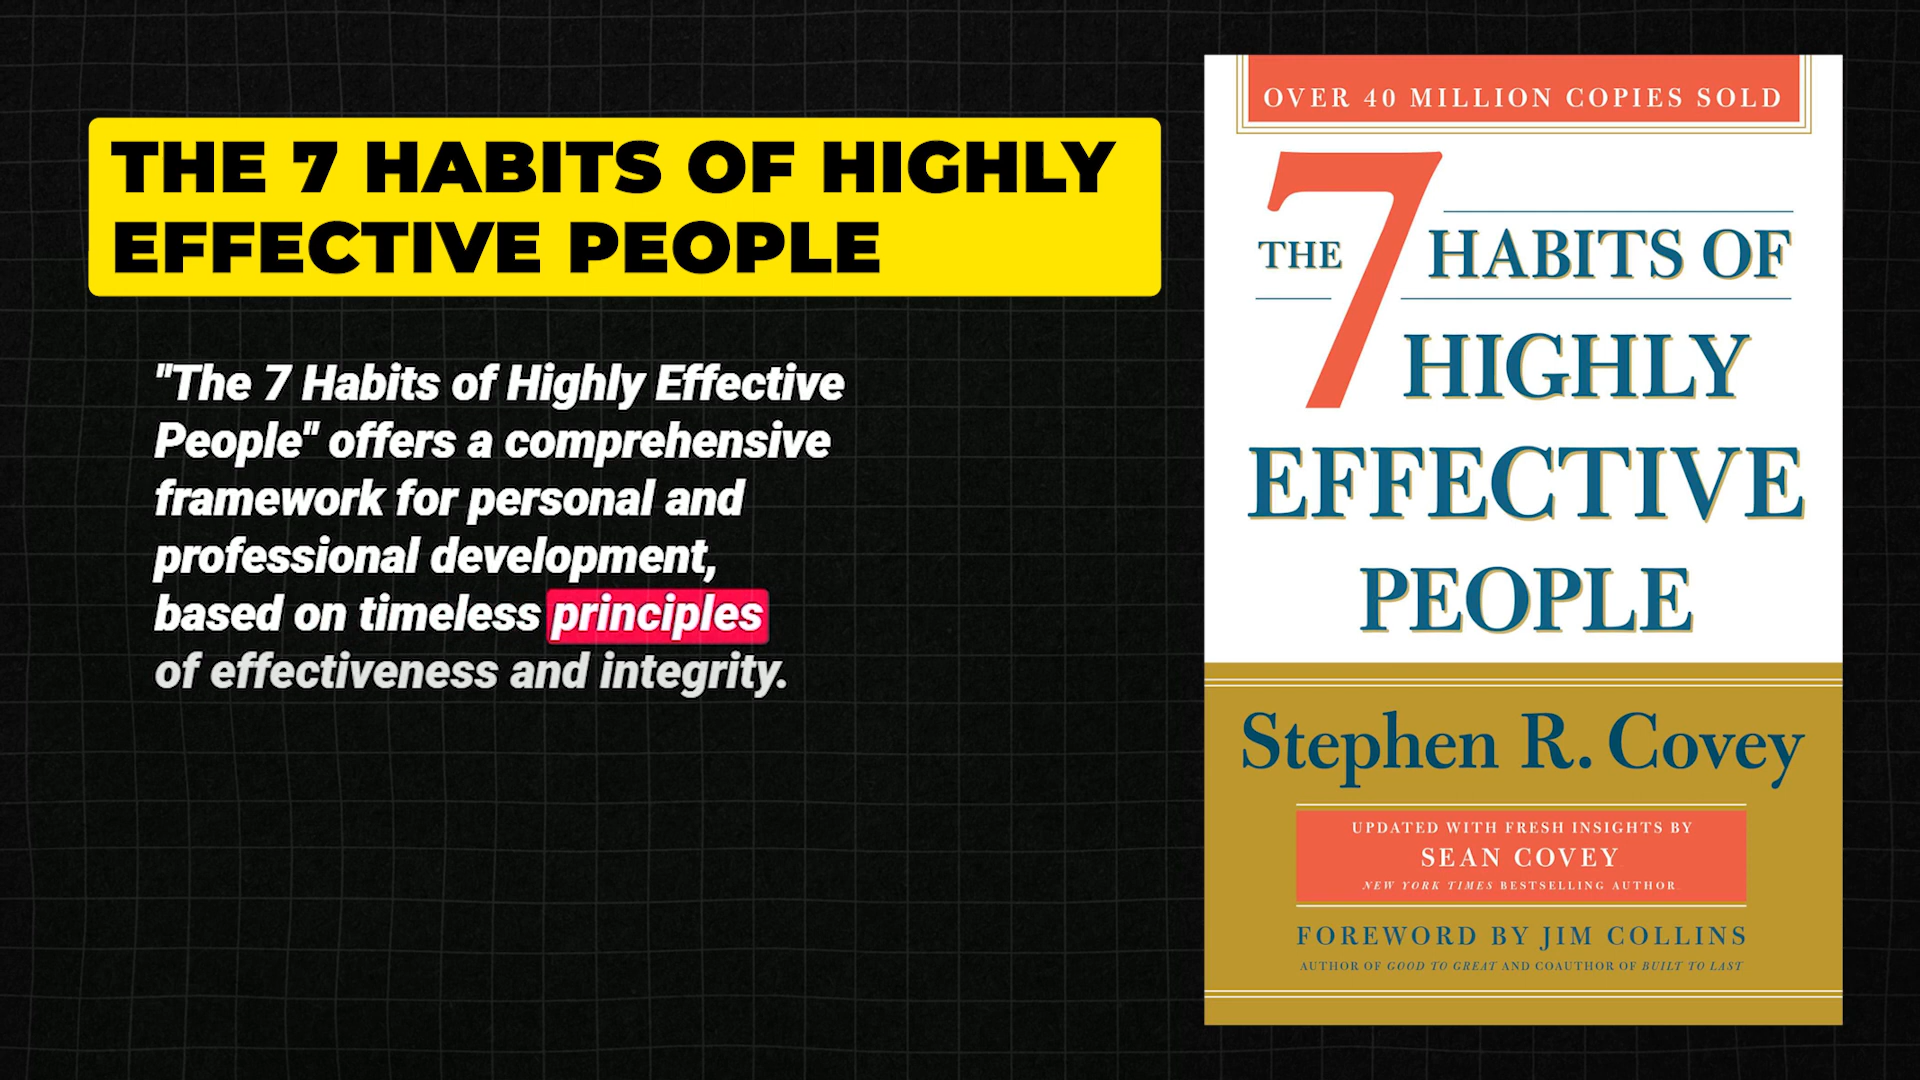 THE 7 HABITS OF HIGHLY
EFFECTIVE PEOPLE
"The 7 Habits of Highly Effective
People" offers a comprehensive
framework for personal and
professional development,
based on timeless principles
of effectiveness and integrity.
OVER 40 MILLION COPIES SOLD
THE 7 HABITS OF
HIGHLY
EFFECTIVE
PEOPLE
Stephen R. Covey
UPDATED WITH FRESH INSIGHTS BY
SEAN COVEY
NEW YORK TIMES BESTSELLING AUTHOR
FOREWORD BY JIM COLLINS
AUTHOR OF GOOD TO GREAT AND COAUTHOR OF BUILT TO LAST